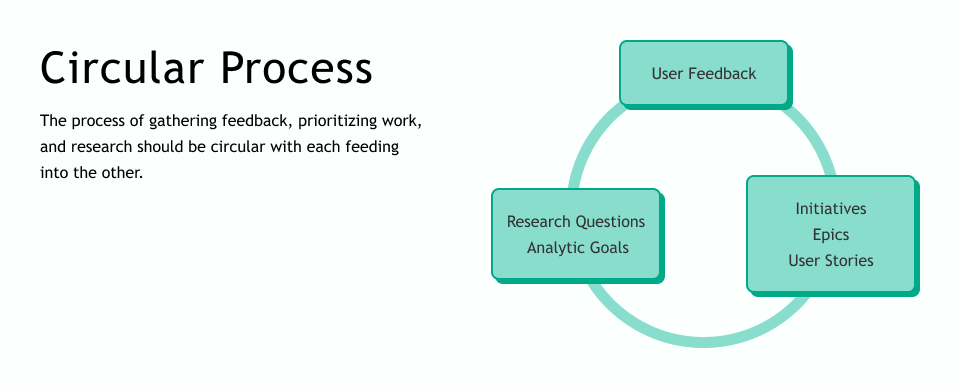 Circular Process
The process of gathering feedback, prioritizing work,
and research should be circular with each feeding
into the other.
User Feedback
Research Questions
Analytic Goals
Initiatives
Epics
User Stories